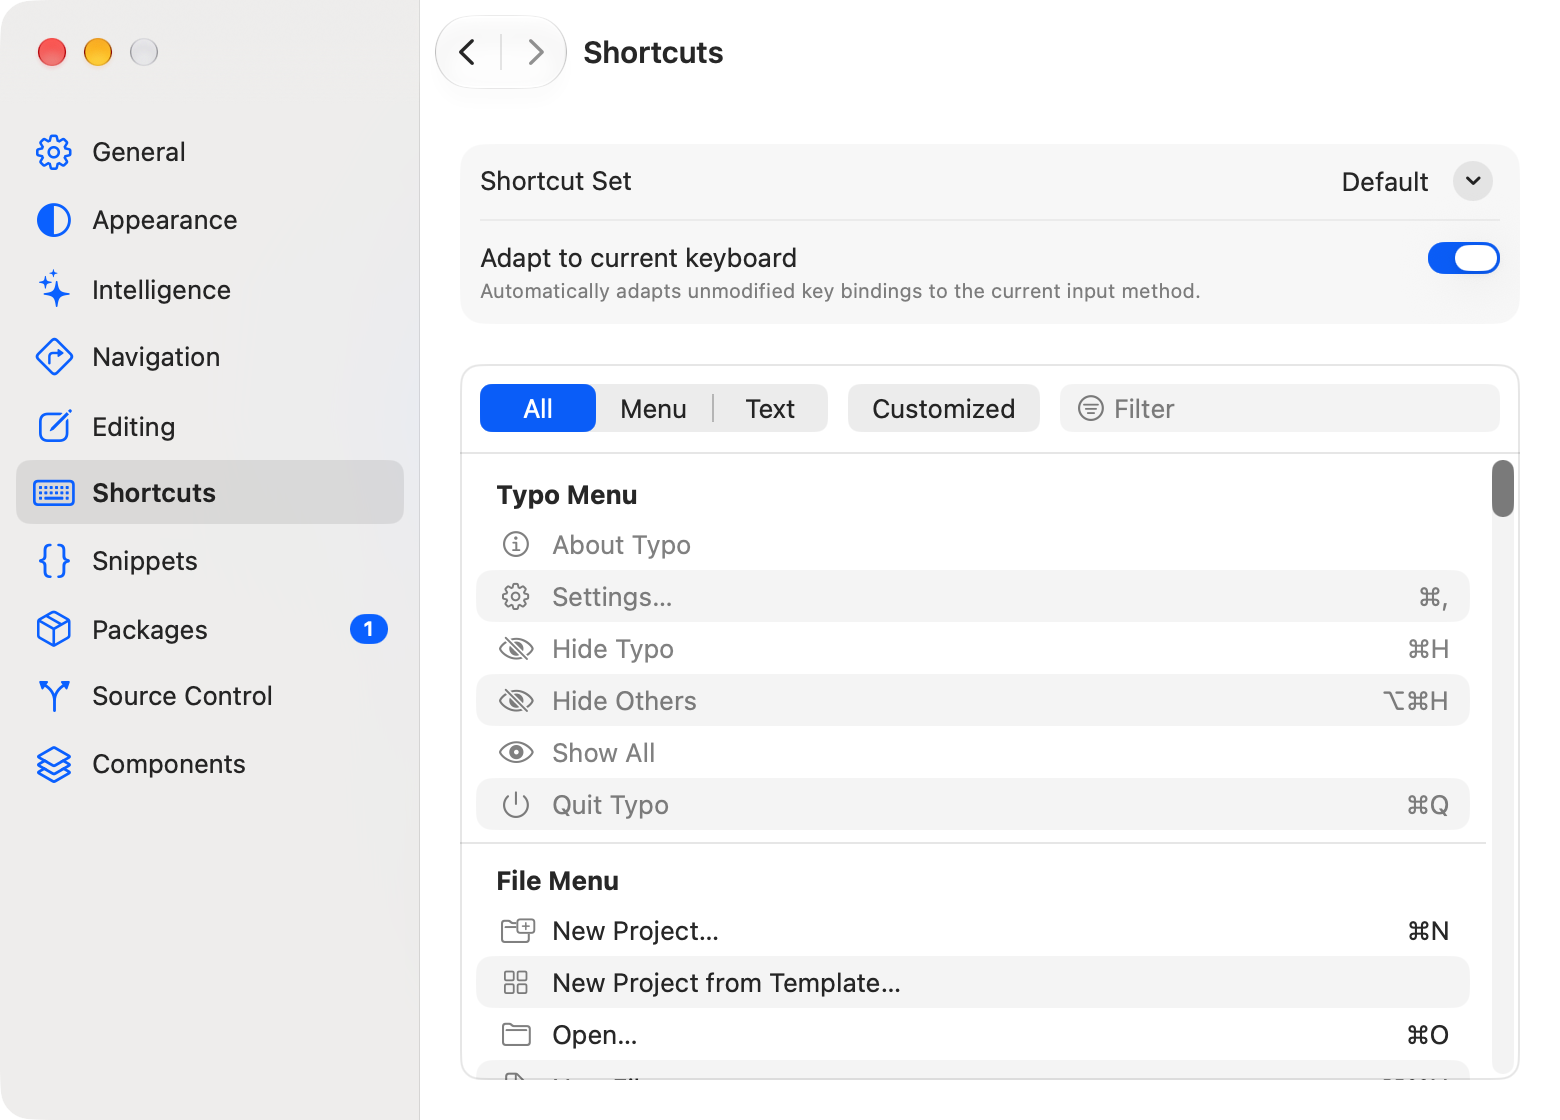 Shortcuts
General
Appearance
Intelligence
Navigation
Editing
Shortcuts
Snippets
Packages 1
Source Control
Components
Shortcut Set Default
Adapt to current keyboard
Automatically adapts unmodified key bindings to the current input method.
All Menu Text Customized Filter
Typo Menu
About Typo
Settings... ⌘,
Hide Typo ⌘H
Hide Others ⌥⌘H
Show All
Quit Typo ⌘Q
File Menu
New Project... ⌘N
New Project from Template...
Open... ⌘O